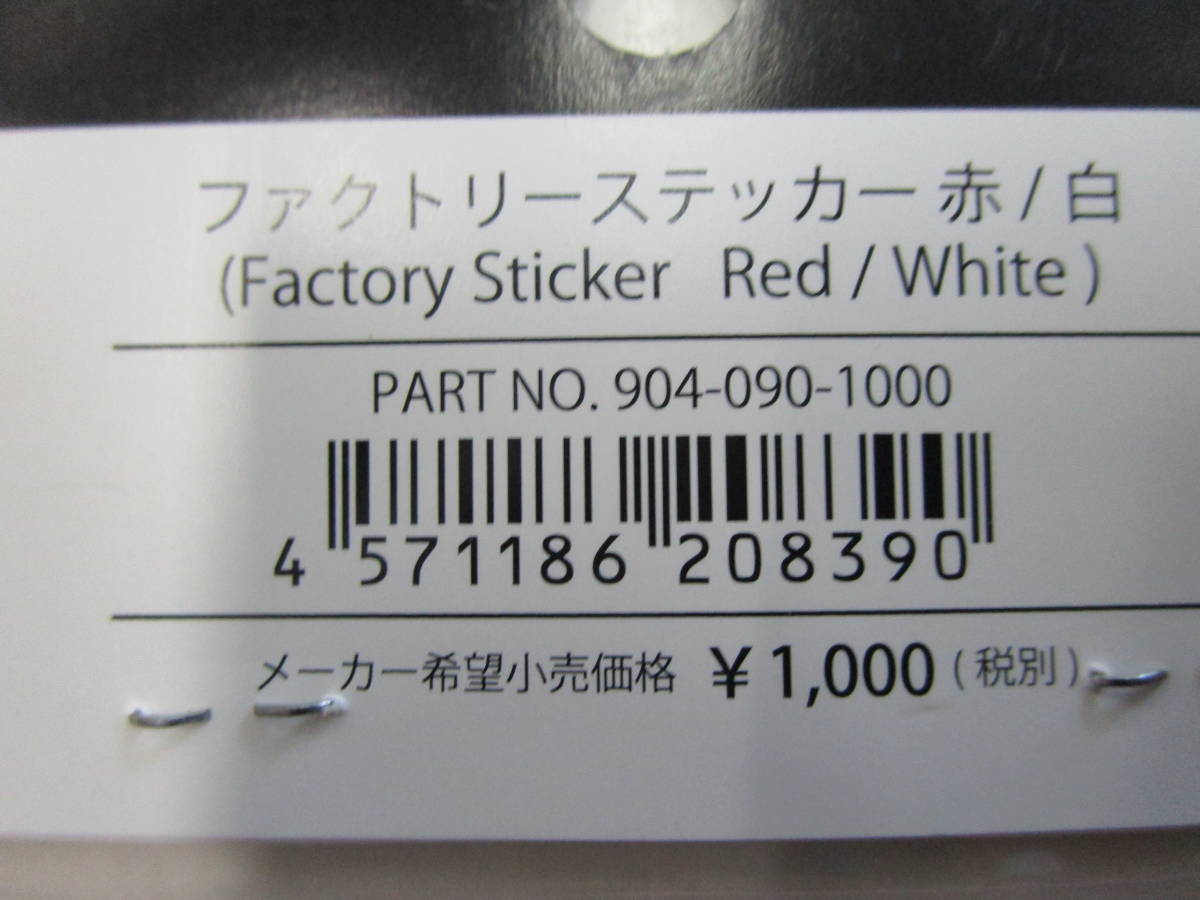 ファクトリーステッカー 赤 / 白
(Factory Sticker Red / White )
PART NO. 904-090-1000
4 571186 208390
メーカー希望小売価格 ¥ 1,000 ( 税別 )